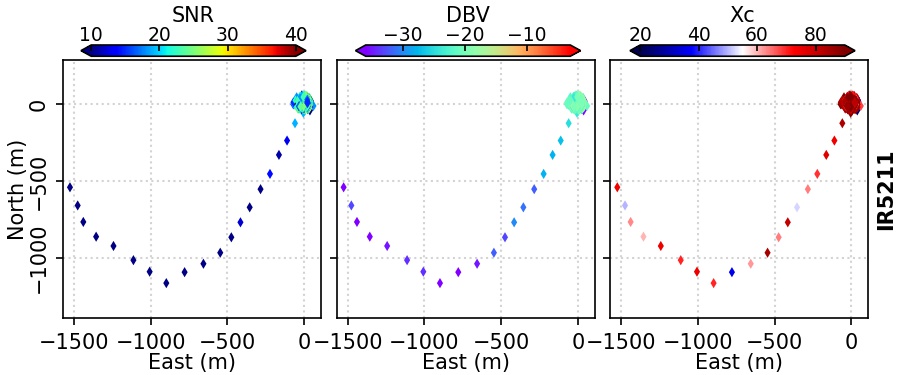 SNR DBV Xc
10 20 30 40 −30 −20 −10 20 40 60 80
North (m)
0
−500
−1000
−1500 −1000 −500 0 −1500 −1000 −500 0 −1500 −1000 −500 0
East (m) East (m) East (m)
IR5211